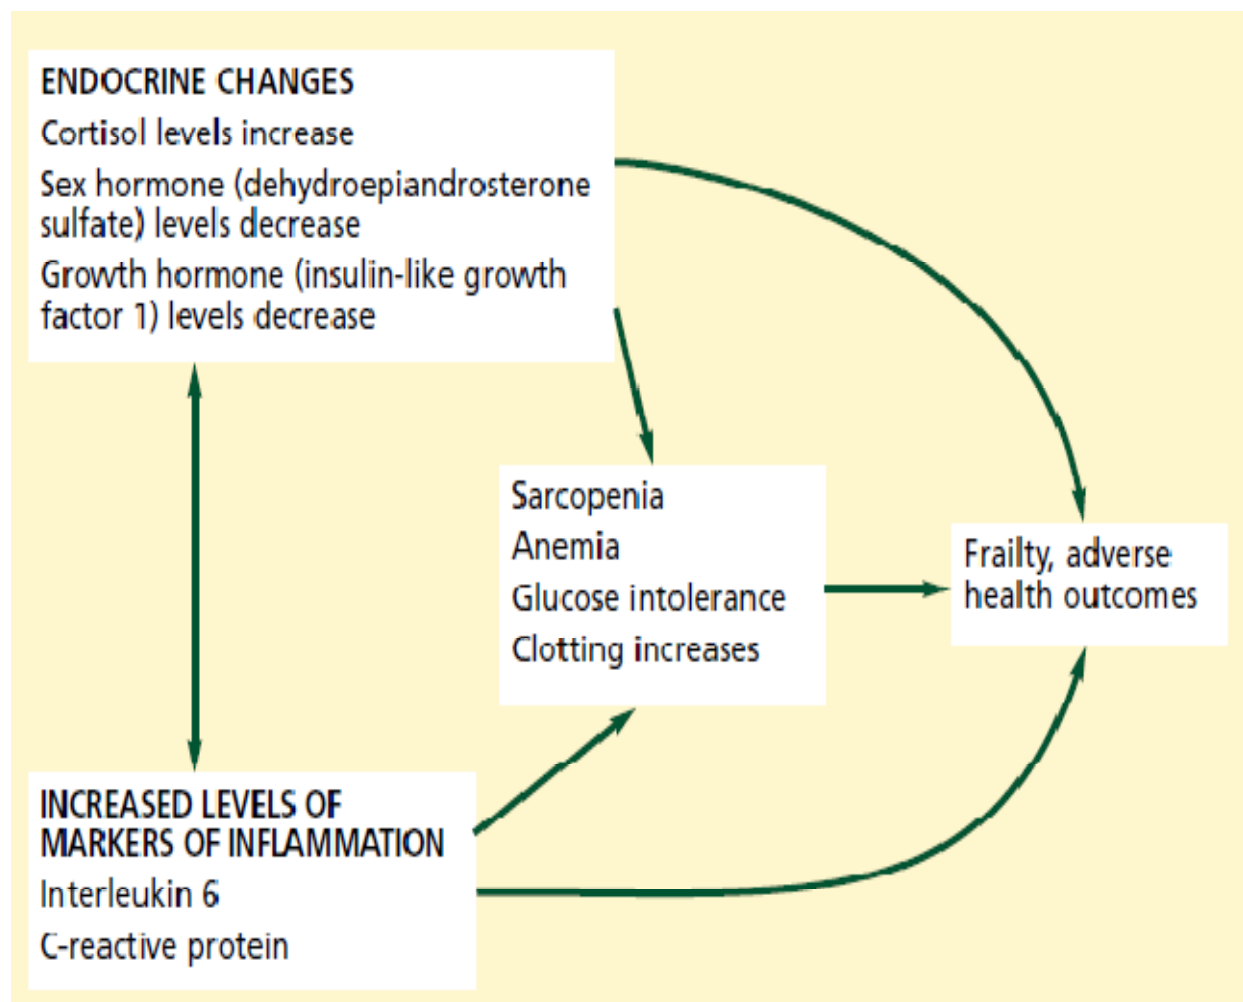 ENDOCRINE CHANGES
Cortisol levels increase
Sex hormone (dehydroepiandrosterone
sulfate) levels decrease
Growth hormone (insulin-like growth
factor 1) levels decrease
Sarcopenia
Anemia
Glucose intolerance
Clotting increases
Frailty, adverse
health outcomes
INCREASED LEVELS OF
MARKERS OF INFLAMMATION
Interleukin 6
C-reactive protein